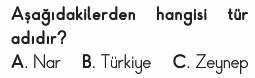 Aşağıdakilerden hangisi tür
adıdır?
A. Nar B. Türkiye C. Zeynep